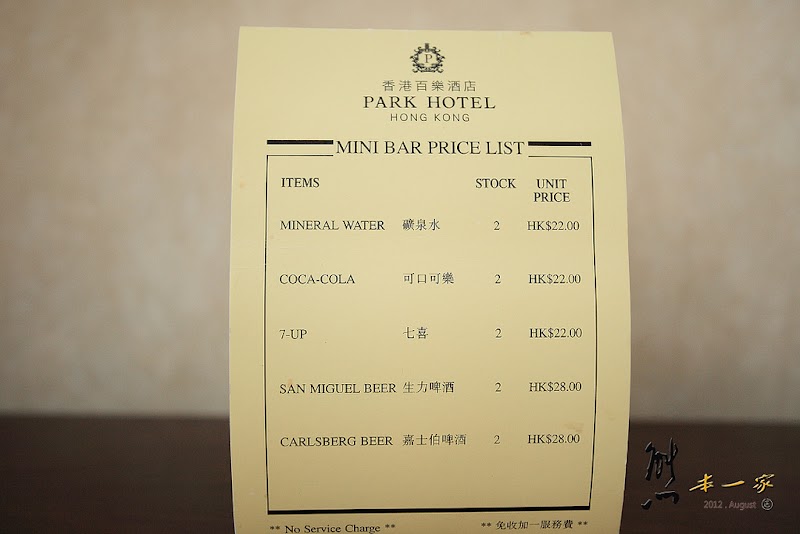 P
香港百樂酒店
PARK HOTEL
HONG KONG
MINI BAR PRICE LIST
ITEMS STOCK UNIT PRICE
MINERAL WATER 礦泉水 2 HK$22.00
COCA-COLA 可口可樂 2 HK$22.00
7-UP 七喜 2 HK$22.00
SAN MIGUEL BEER 生力啤酒 2 HK$28.00
CARLSBERG BEER 嘉士伯啤酒 2 HK$28.00
** No Service Charge ** ** 免收加一服務費 **
熊本一家
2012 . August